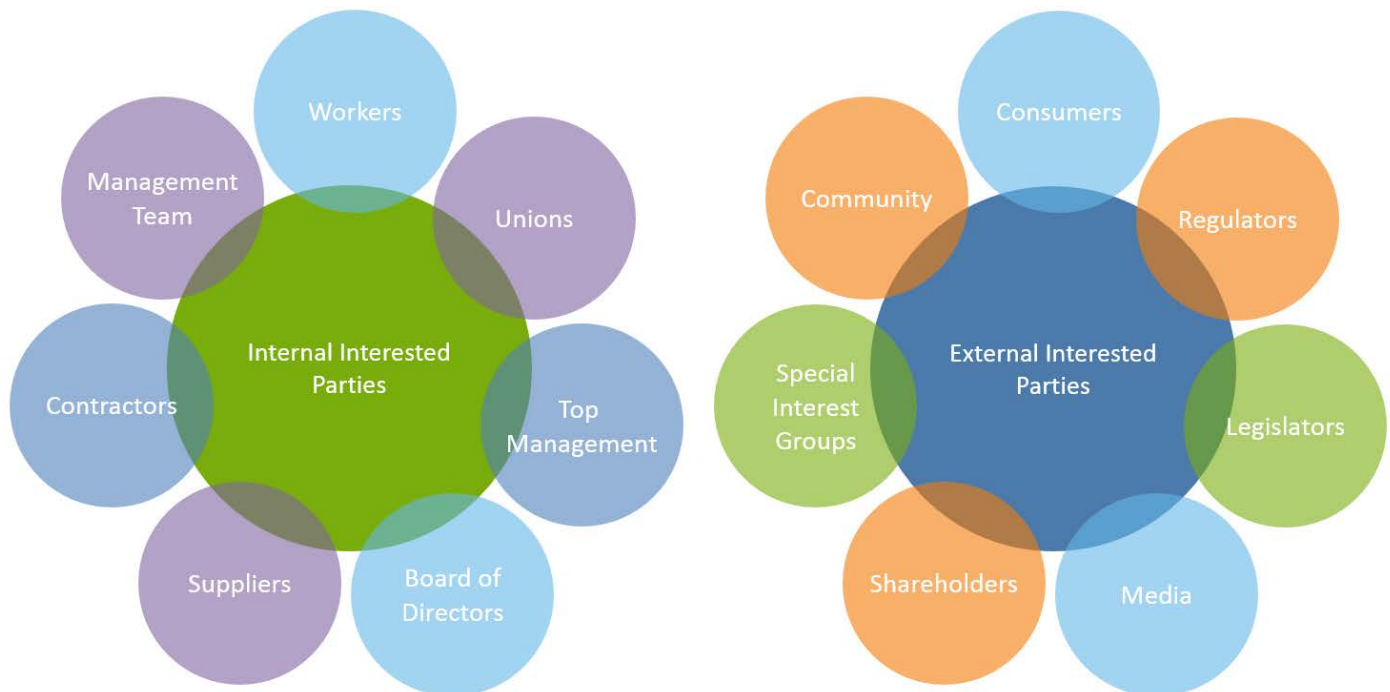 Internal Interested
Parties
Workers
Unions
Top
Management
Board of
Directors
Suppliers
Contractors
Management
Team
External Interested
Parties
Consumers
Regulators
Legislators
Media
Shareholders
Special
Interest
Groups
Community